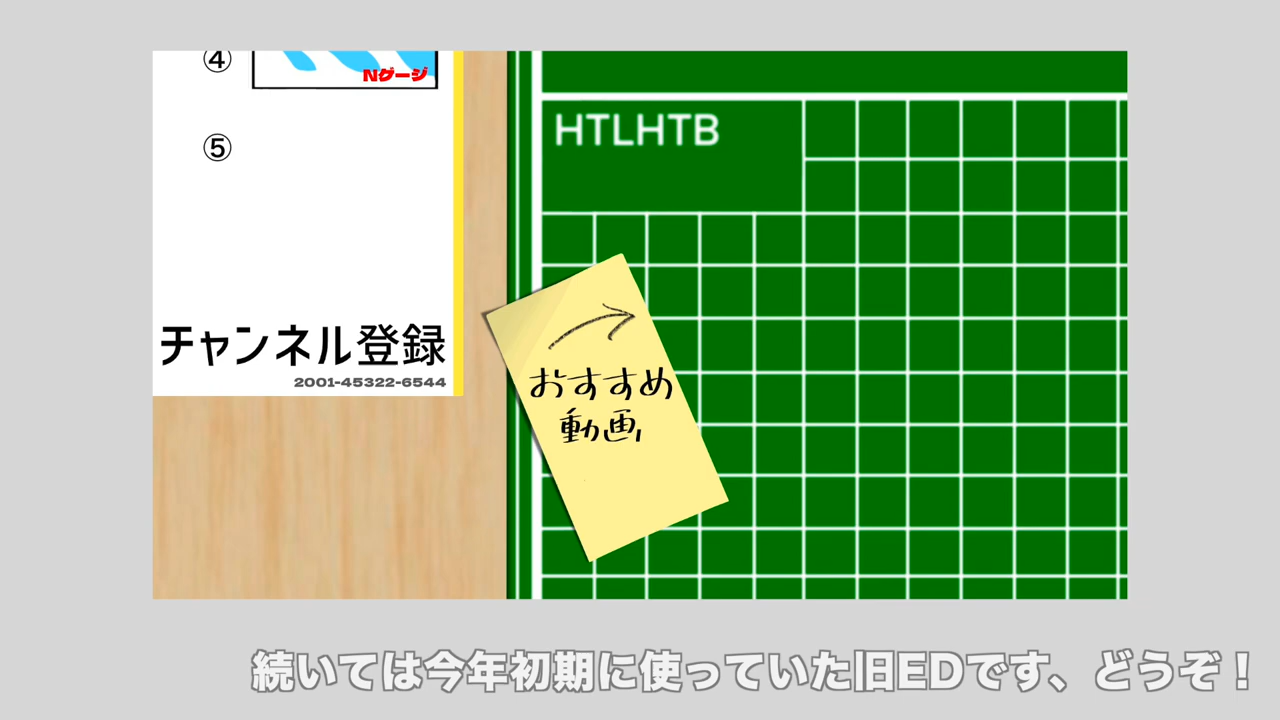 ④
Nゲージ
⑤
チャンネル登録
2001-45322-6544
HTLHTB
おすすめ
動画
続いては今年初期に使っていた旧EDです、どうぞ！